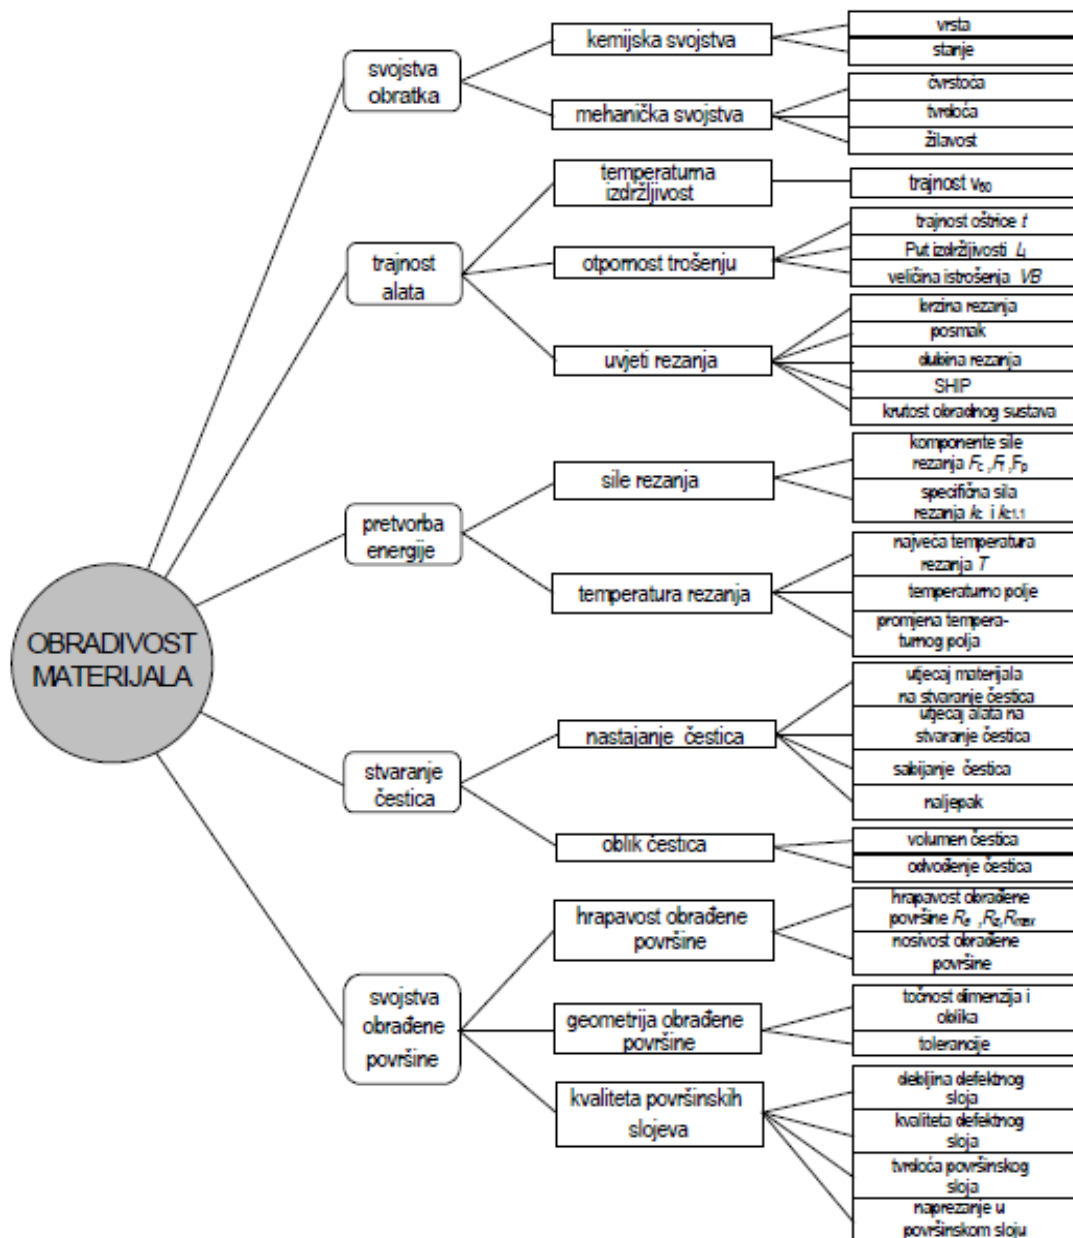 OBRADIVOST
MATERIJALA
svojstva
obratka
kemijska svojstva
vrsta
stanje
mehanička svojstva
čvrstoća
tvrdoća
žilavost
trajnost
alata
temperaturna
izdržljivost
trajnost v60
otpornost trošenju
trajnost oštrice t
Put izdržljivosti Ll
veličina istrošenja VB
uvjeti rezanja
brzina rezanja
posmak
dubina rezanja
SHIP
krutost obradnog sustava
pretvorba
energije
sile rezanja
komponente sile
rezanja Fc ,Ff,Fp
specifična sila
rezanja kc i kc1.1
temperatura rezanja
najveća temperatura
rezanja T
temperaturno polje
promjena tempera-
turnog polja
stvaranje
čestica
nastajanje čestica
utjecaj materijala
na stvaranje čestica
utjecaj alata na
stvaranje čestica
sabijanje čestica
naljepak
oblik čestica
volumen čestica
odvođenje čestica
svojstva
obrađene
površine
hrapavost obrađene
površine
hrapavost obrađene
površine Ra ,Rz,Rmax
nosivost obrađene
površine
geometrija obrađene
površine
točnost dimenzija i
oblika
tolerancije
kvaliteta površinskih
slojeva
debljina defektnog
sloja
kvaliteta defektnog
sloja
tvrdoća površinskog
sloja
naprezanje u
površinskom sloju